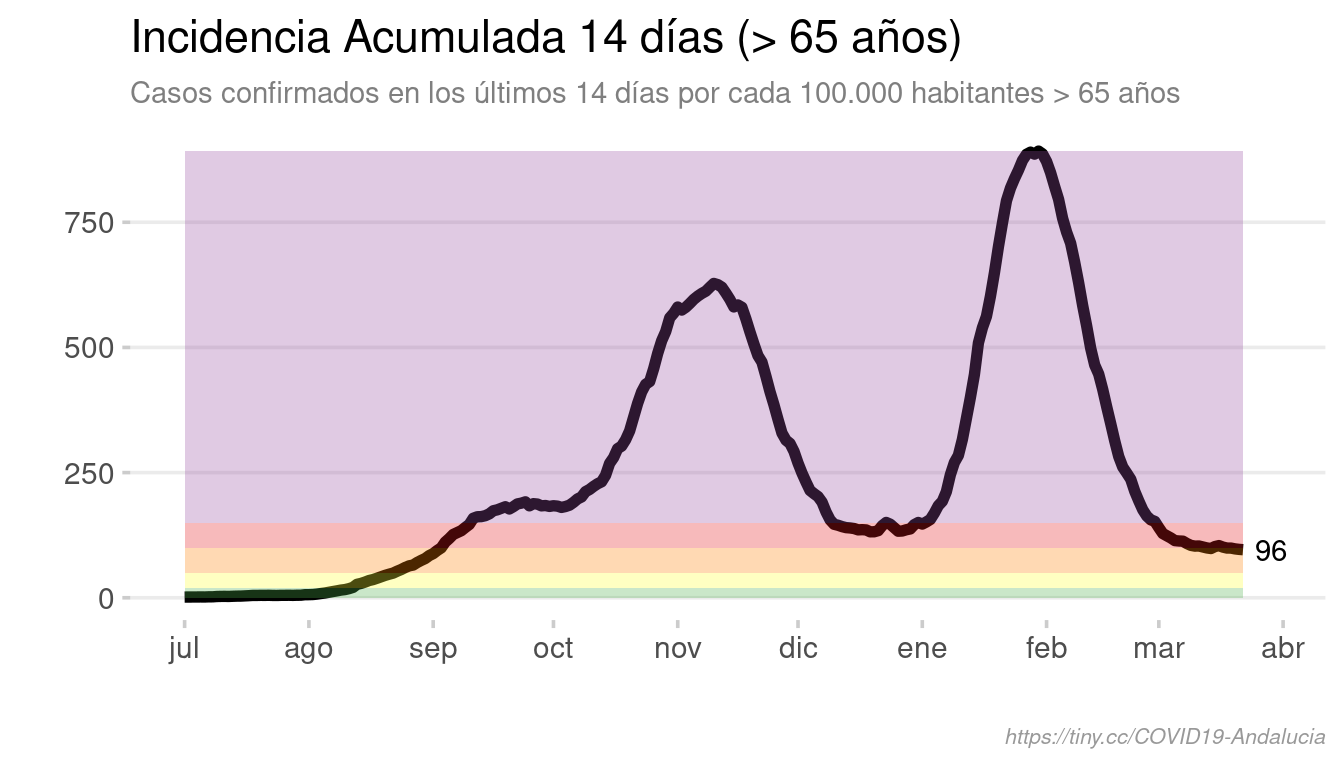 Incidencia Acumulada 14 días (> 65 años)
Casos confirmados en los últimos 14 días por cada 100.000 habitantes > 65 años
750
500
250
0
96
jul ago sep oct nov dic ene feb mar abr
https://tiny.cc/COVID19-Andalucia